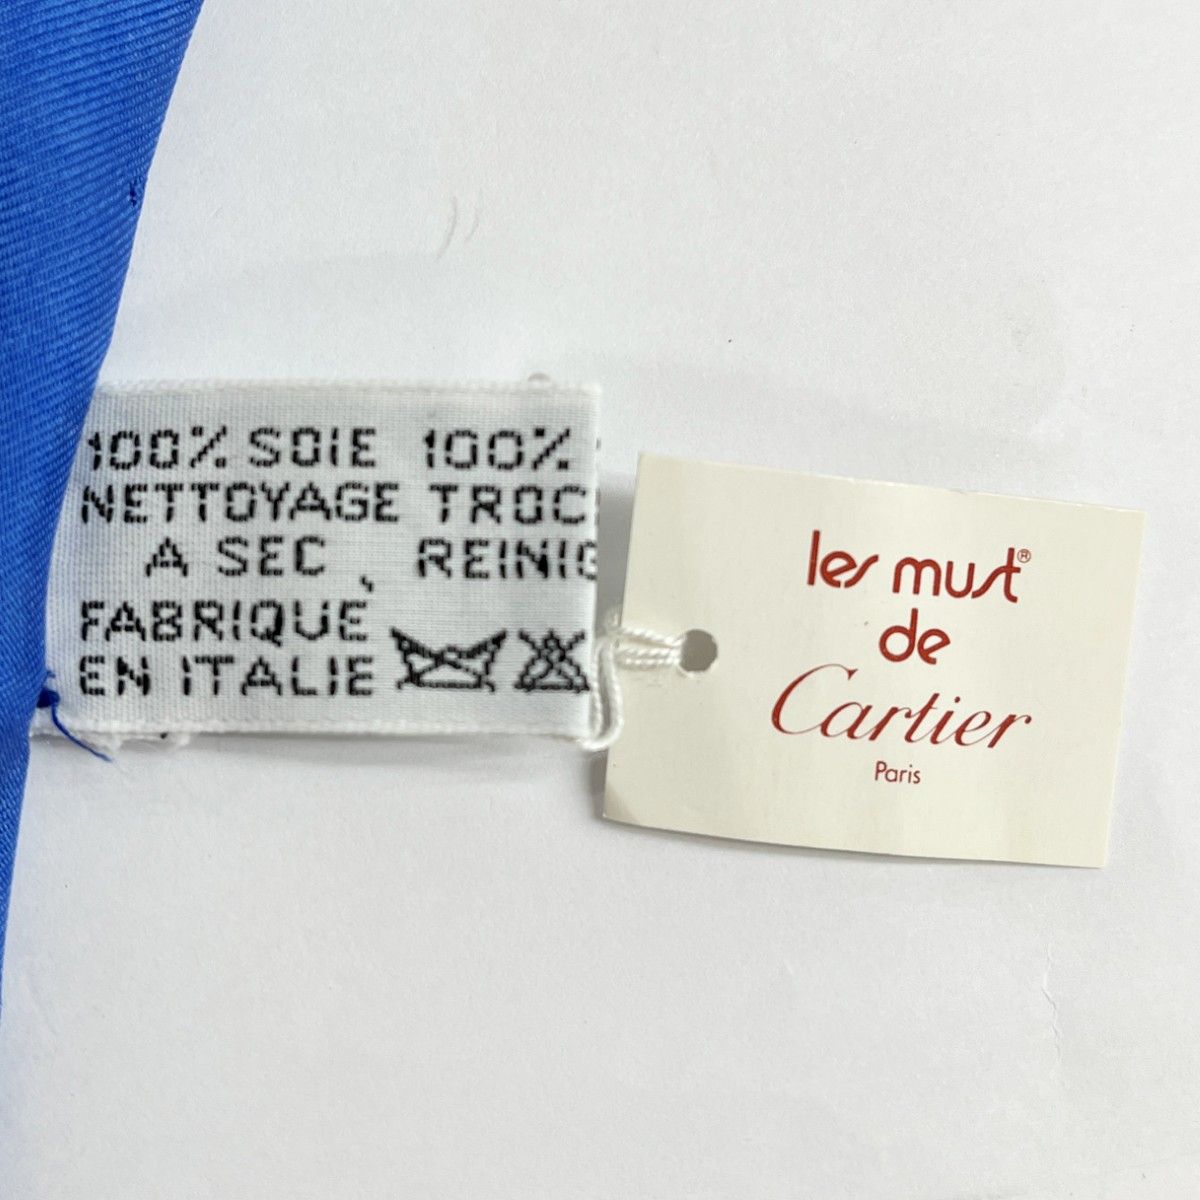 100% SOIE 100%
NETTOYAGE TROC
A SEC, REINIG
FABRIQUÉ
EN ITALIE
les must®
de
Cartier
Paris